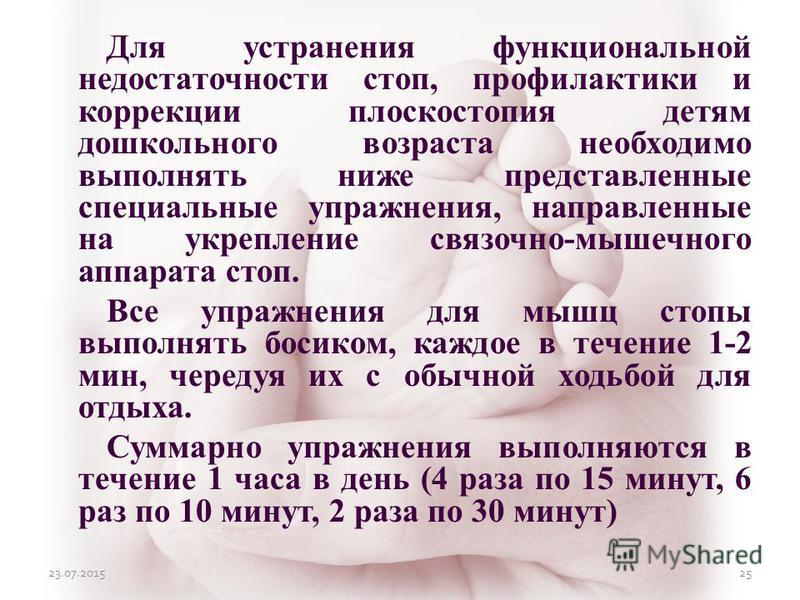 Для устранения функциональной
недостаточности стоп, профилактики и
коррекции плоскостопия детям
дошкольного возраста необходимо
выполнять ниже представленные
специальные упражнения, направленные
на укрепление связочно-мышечного
аппарата стоп.
Все упражнения для мышц стопы
выполнять босиком, каждое в течение 1-2
мин, чередуя их с обычной ходьбой для
отдыха.
Суммарно упражнения выполняются в
течение 1 часа в день (4 раза по 15 минут, 6
раз по 10 минут, 2 раза по 30 минут)
MyShared
23.07.2015
25